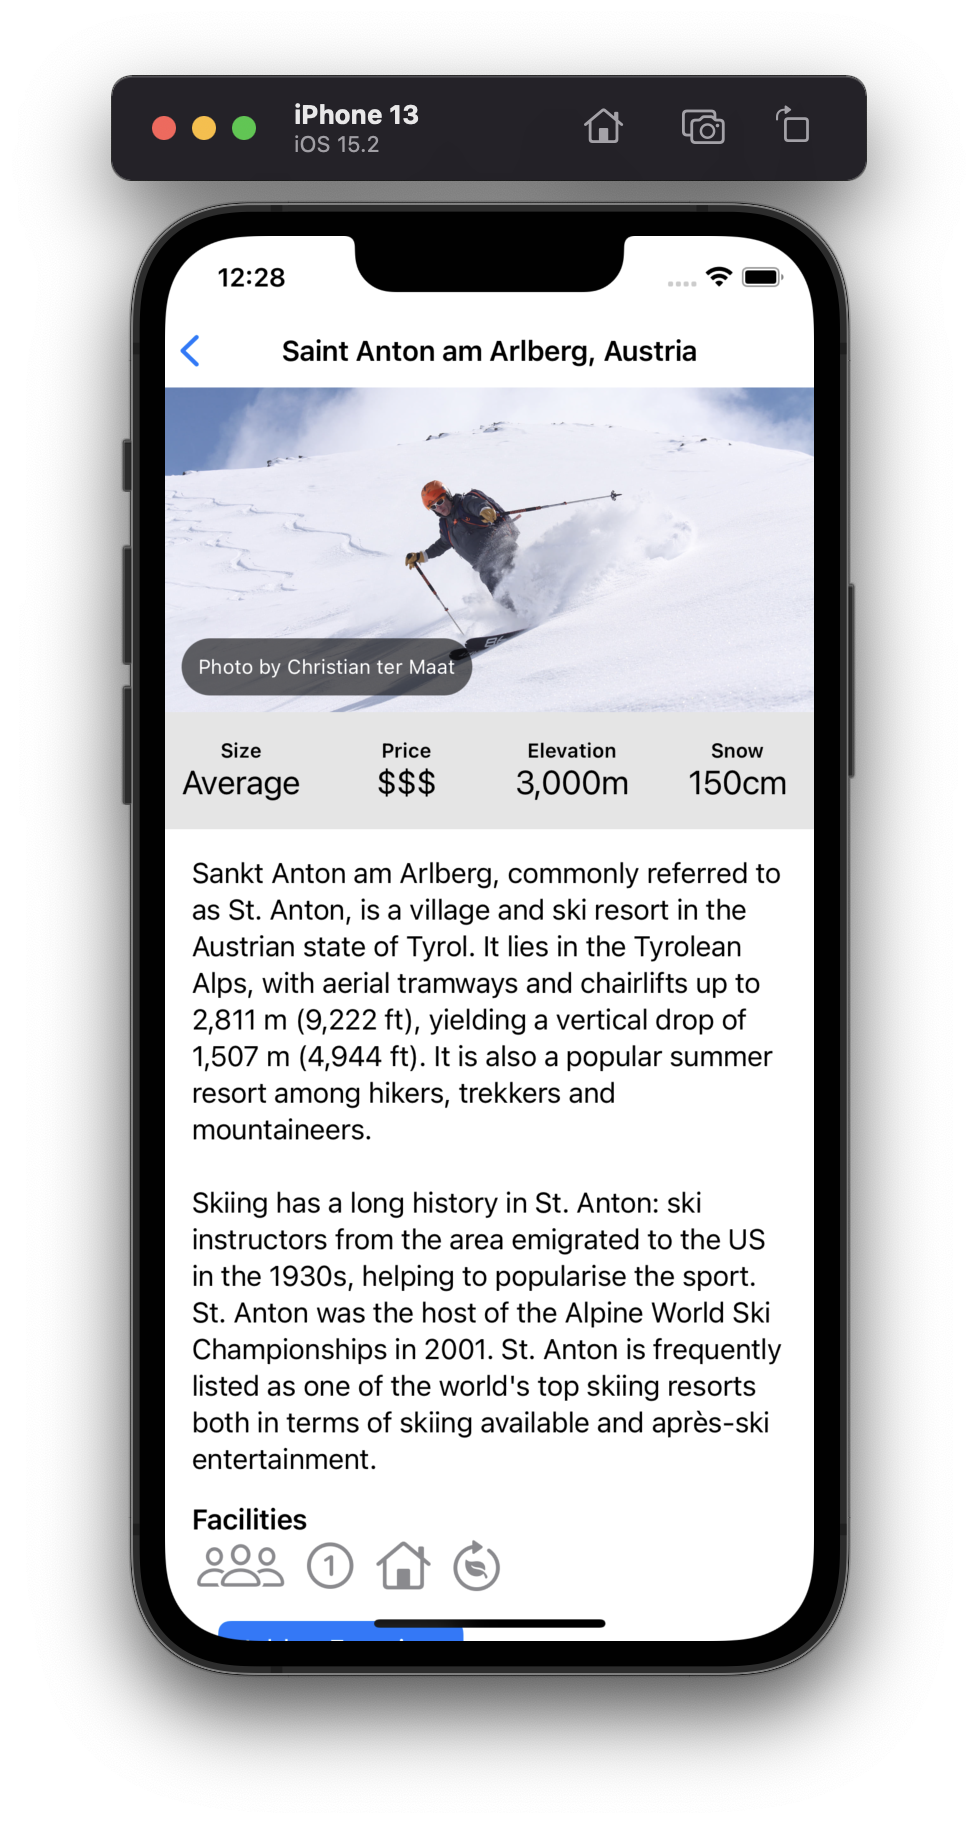 iPhone 13
iOS 15.2
12:28
Saint Anton am Arlberg, Austria
Photo by Christian ter Maat
Size Price Elevation Snow
Average $$$ 3,000m 150cm
Sankt Anton am Arlberg, commonly referred to
as St. Anton, is a village and ski resort in the
Austrian state of Tyrol. It lies in the Tyrolean
Alps, with aerial tramways and chairlifts up to
2,811 m (9,222 ft), yielding a vertical drop of
1,507 m (4,944 ft). It is also a popular summer
resort among hikers, trekkers and
mountaineers.
Skiing has a long history in St. Anton: ski
instructors from the area emigrated to the US
in the 1930s, helping to popularise the sport.
St. Anton was the host of the Alpine World Ski
Championships in 2001. St. Anton is frequently
listed as one of the world's top skiing resorts
both in terms of skiing available and après-ski
entertainment.
Facilities
1